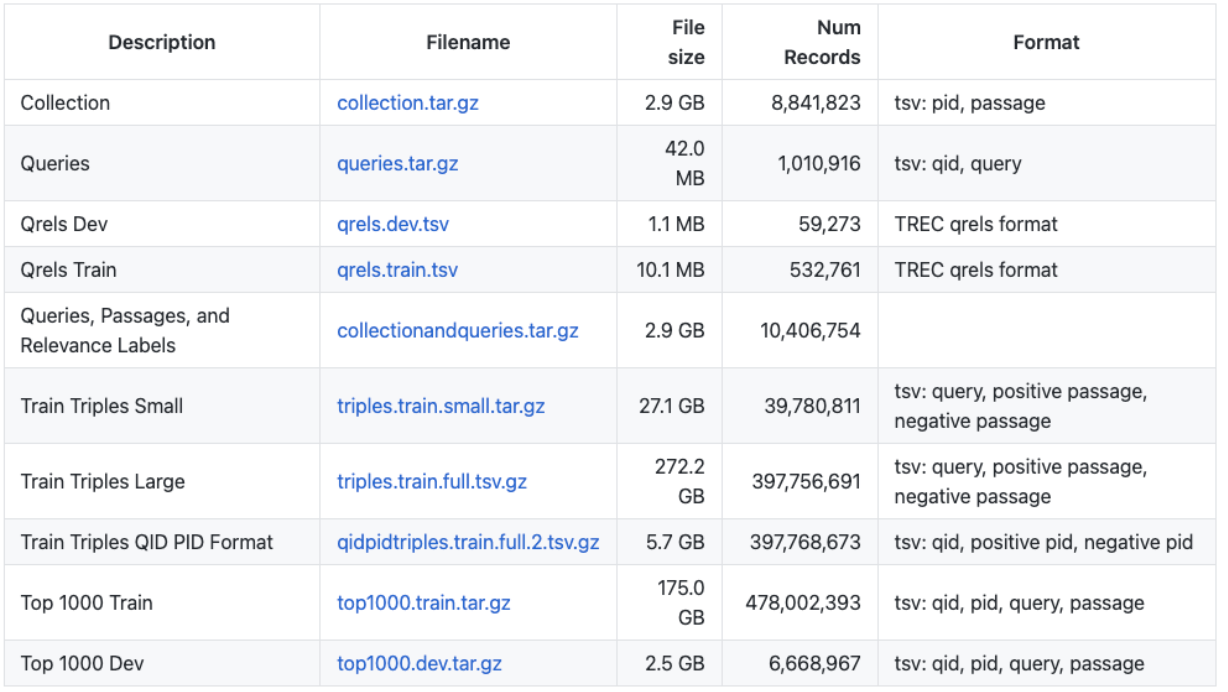 Description Filename File size Num Records Format
Collection collection.tar.gz 2.9 GB 8,841,823 tsv: pid, passage
Queries queries.tar.gz 42.0 MB 1,010,916 tsv: qid, query
Qrels Dev qrels.dev.tsv 1.1 MB 59,273 TREC qrels format
Qrels Train qrels.train.tsv 10.1 MB 532,761 TREC qrels format
Queries, Passages, and Relevance Labels collectionandqueries.tar.gz 2.9 GB 10,406,754
Train Triples Small triples.train.small.tar.gz 27.1 GB 39,780,811 tsv: query, positive passage, negative passage
Train Triples Large triples.train.full.tsv.gz 272.2 GB 397,756,691 tsv: query, positive passage, negative passage
Train Triples QID PID Format qidpidtriples.train.full.2.tsv.gz 5.7 GB 397,768,673 tsv: qid, positive pid, negative pid
Top 1000 Train top1000.train.tar.gz 175.0 GB 478,002,393 tsv: qid, pid, query, passage
Top 1000 Dev top1000.dev.tar.gz 2.5 GB 6,668,967 tsv: qid, pid, query, passage